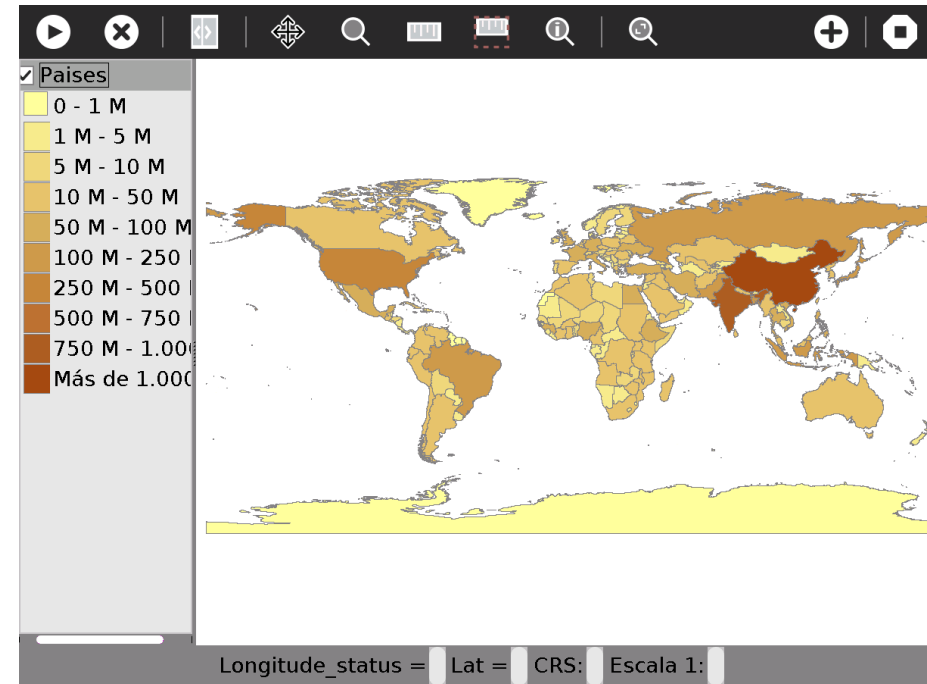 Paises
0 - 1 M
1 M - 5 M
5 M - 10 M
10 M - 50 M
50 M - 100 M
100 M - 250
250 M - 500
500 M - 750
750 M - 1.00
Más de 1.000
Longitude_status = Lat = CRS: Escala 1: